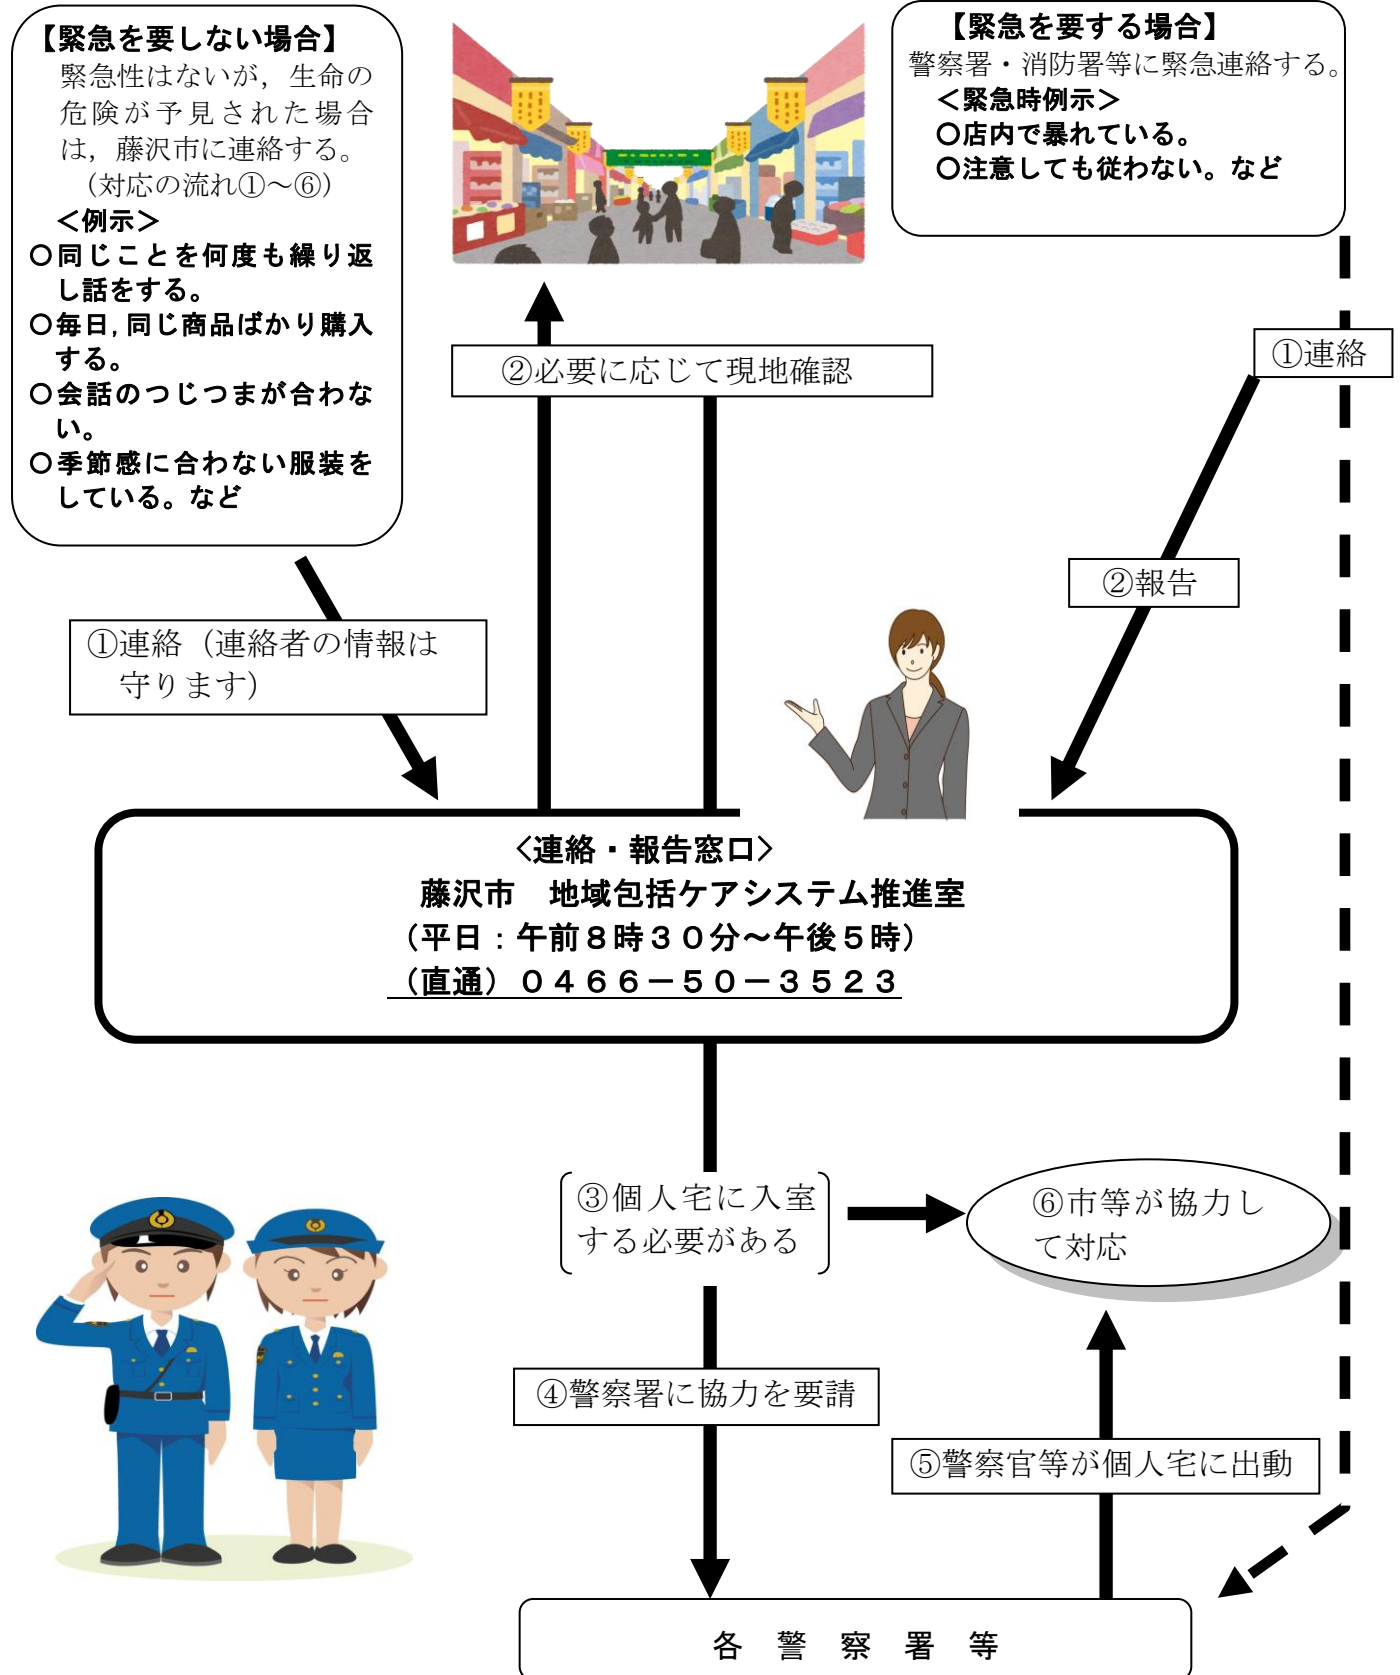 【緊急を要しない場合】
緊急性はないが，生命の
危険が予見された場合
は，藤沢市に連絡する。
（対応の流れ①～⑥）
＜例示＞
○同じことを何度も繰り返
し話をする。
○毎日，同じ商品ばかり購入
する。
○会話のつじつまが合わな
い。
○季節感に合わない服装を
している。など
【緊急を要する場合】
警察署・消防署等に緊急連絡する。
＜緊急時例示＞
○店内で暴れている。
○注意しても従わない。など
①連絡
②必要に応じて現地確認
②報告
①連絡（連絡者の情報は
守ります）
＜連絡・報告窓口＞
藤沢市　地域包括ケアシステム推進室
（平日：午前８時３０分～午後５時）
（直通）０４６６－５０－３５２３
③個人宅に入室
する必要がある
⑥市等が協力し
て対応
④警察署に協力を要請
⑤警察官等が個人宅に出動
各　警　察　署　等